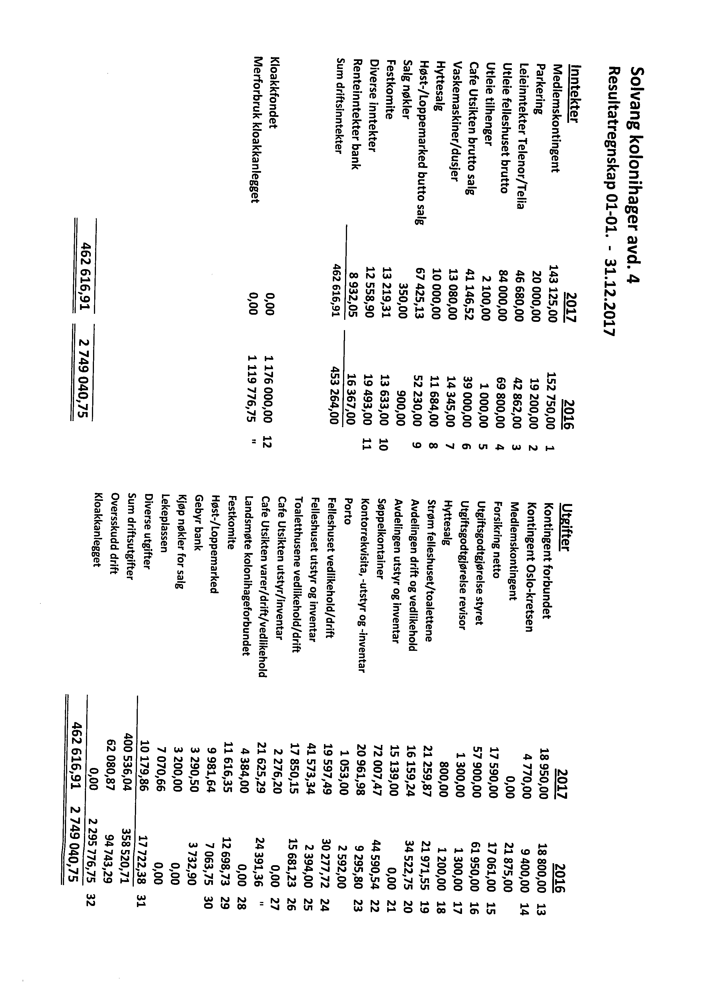 Solvang kolonihager avd. 4
Resultatregnskap 01-01. - 31.12.2017
Inntekter 2017 2016
Medlemskontingent 143 125,00 152 750,00 1
Parkering 20 000,00 19 200,00 2
Leieinntekter Telenor/Telia 46 680,00 42 862,00 3
Utleie felleshuset brutto 84 000,00 69 800,00 4
Utleie tilhenger 2 100,00 1 000,00 5
Cafe Utsikten brutto salg 41 146,52 39 000,00 6
Vaskemaskiner/dusjer 13 080,00 14 345,00 7
Hyttesalg 10 000,00 11 684,00 8
Høst-/Loppemarked butto salg 67 425,13 52 230,00 9
Salg nøkler 350,00 900,00
Festkomite 13 219,31 13 633,00 10
Diverse inntekter 12 558,90 19 493,00 11
Renteinntekter bank 8 932,05 16 367,00
Sum driftsinntekter 462 616,91 453 264,00
Kloakkfondet 0,00 1 176 000,00 12
Merforbruk kloakkanlegget 0,00 1 119 776,75 "
462 616,91 2 749 040,75
Utgifter 2017 2016
Kontingent forbundet 18 950,00 18 800,00 13
Kontingent Oslo-kretsen 4 770,00 9 400,00 14
Medlemskontingent 0,00 21 875,00
Forsikring netto 17 590,00 17 061,00 15
Utgiftsgodtgjørelse styret 57 900,00 61 950,00 16
Utgiftsgodtgjørelse revisor 1 300,00 1 300,00 17
Hyttesalg 800,00 1 200,00 18
Strøm felleshuset/toalettene 21 259,87 21 971,55 19
Avdelingen drift og vedlikehold 16 159,24 34 522,75 20
Avdelingen utstyr og inventar 15 139,00 0,00 21
Søppelkontainer 72 007,47 44 590,54 22
Kontorrekvisita, -utstyr og -inventar 20 961,98 9 295,80 23
Porto 1 053,00 2 592,00
Felleshuset vedlikehold/drift 19 597,49 30 277,72 24
Felleshuset utstyr og inventar 41 573,34 2 394,00 25
Toaletthusene vedlikehold/drift 17 850,15 15 681,23 26
Cafe Utsikten utstyr/inventar 2 276,20 0,00 27
Cafe Utsikten varer/drift/vedlikehold 21 625,29 24 391,36 "
Landsmøte kolonihageforbundet 4 384,00 0,00 28
Festkomite 11 616,35 12 698,73 29
Høst-/Loppemarked 9 981,64 7 063,75 30
Gebyr bank 3 290,50 3 732,90
Kjøp nøkler for salg 3 200,00 0,00
Lekeplassen 7 070,66 0,00
Diverse utgifter 10 179,86 17 722,38 31
Sum driftsutgifter 400 536,04 358 520,71
Oversskudd drift 62 080,87 94 743,29
Kloakkanlegget 0,00 2 295 776,75 32
462 616,91 2 749 040,75